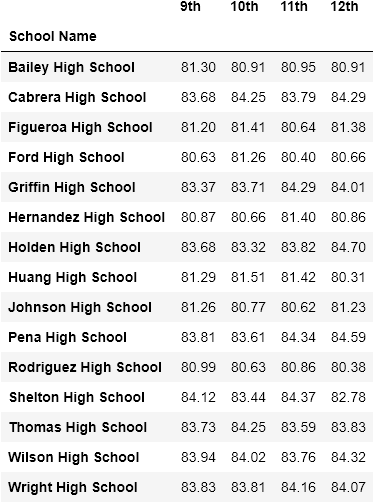 9th 10th 11th 12th
School Name
Bailey High School 81.30 80.91 80.95 80.91
Cabrera High School 83.68 84.25 83.79 84.29
Figueroa High School 81.20 81.41 80.64 81.38
Ford High School 80.63 81.26 80.40 80.66
Griffin High School 83.37 83.71 84.29 84.01
Hernandez High School 80.87 80.66 81.40 80.86
Holden High School 83.68 83.32 83.82 84.70
Huang High School 81.29 81.51 81.42 80.31
Johnson High School 81.26 80.77 80.62 81.23
Pena High School 83.81 83.61 84.34 84.59
Rodriguez High School 80.99 80.63 80.86 80.38
Shelton High School 84.12 83.44 84.37 82.78
Thomas High School 83.73 84.25 83.59 83.83
Wilson High School 83.94 84.02 83.76 84.32
Wright High School 83.83 83.81 84.16 84.07